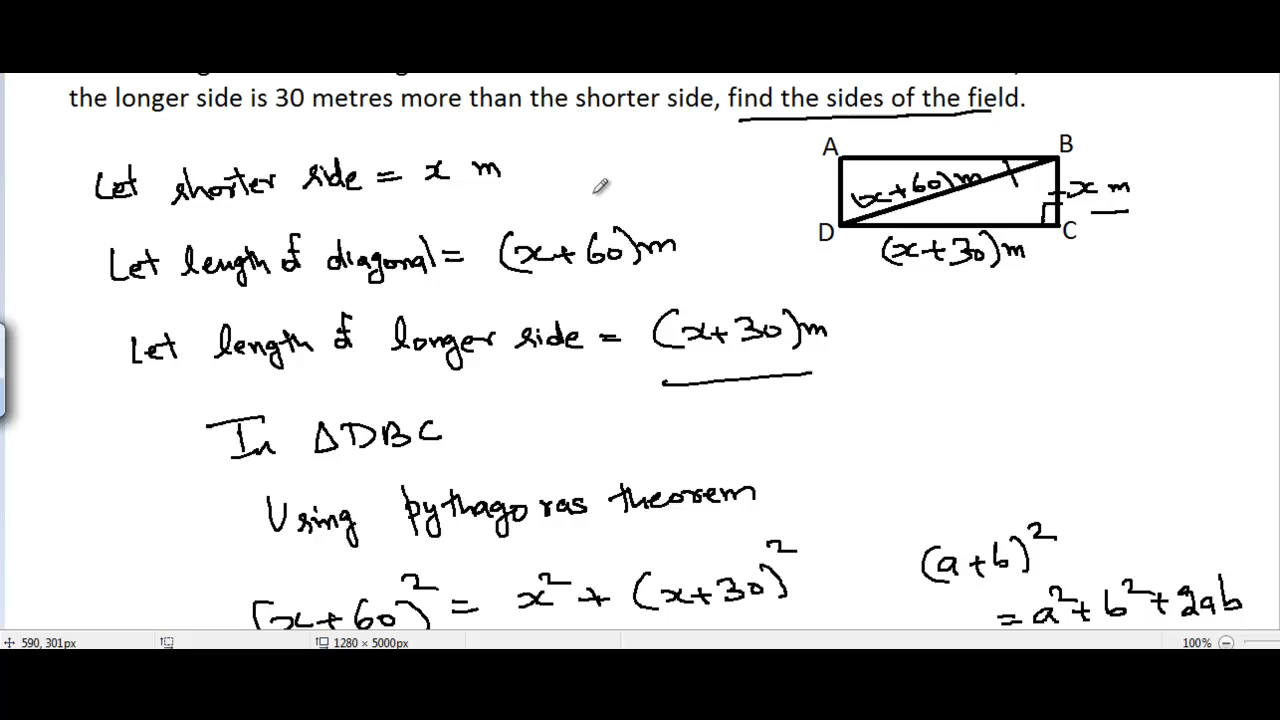 the longer side is 30 metres more than the shorter side, find the sides of the field.
Let shorter side = x m
Let length of diagonal = (x+60)m
Let length of longer side = (x+30)m
A
B
(x+60)m
x m
D
C
(x+30)m
In ΔDBC
Using pythagoras theorem
(x+60)² = x² + (x+30)²
(a+b)²
= a²+b²+2ab
590, 301px
1280 × 5000px
100%